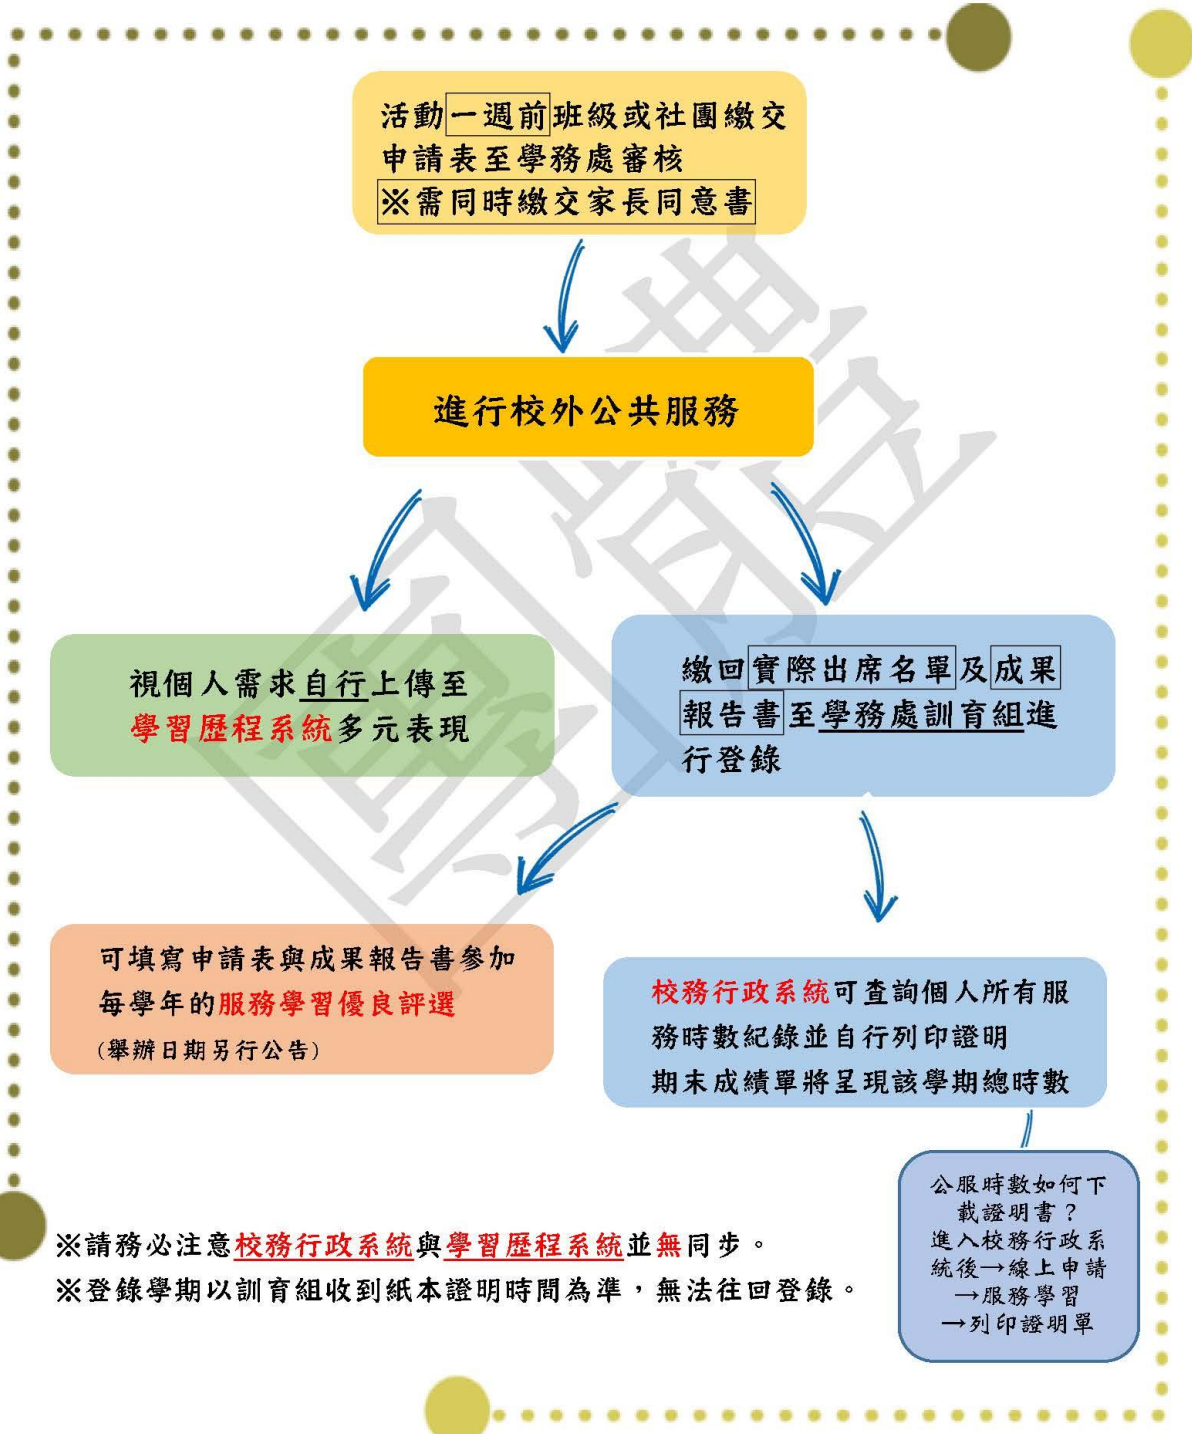 活動一週前班級或社團繳交
申請表至學務處審核
※需同時繳交家長同意書
進行校外公共服務
視個人需求自行上傳至
學習歷程系統多元表現
繳回實際出席名單及成果
報告書至學務處訓育組進
行登錄
可填寫申請表與成果報告書參加
每學年的服務學習優良評選
(舉辦日期另行公告)
校務行政系統可查詢個人所有服
務時數紀錄並自行列印證明
期末成績單將呈現該學期總時數
公服時數如何下
載證明書？
進入校務行政系
統後→線上申請
→服務學習
→列印證明單
※請務必注意校務行政系統與學習歷程系統並無同步。
※登錄學期以訓育組收到紙本證明時間為準，無法往回登錄。
團體